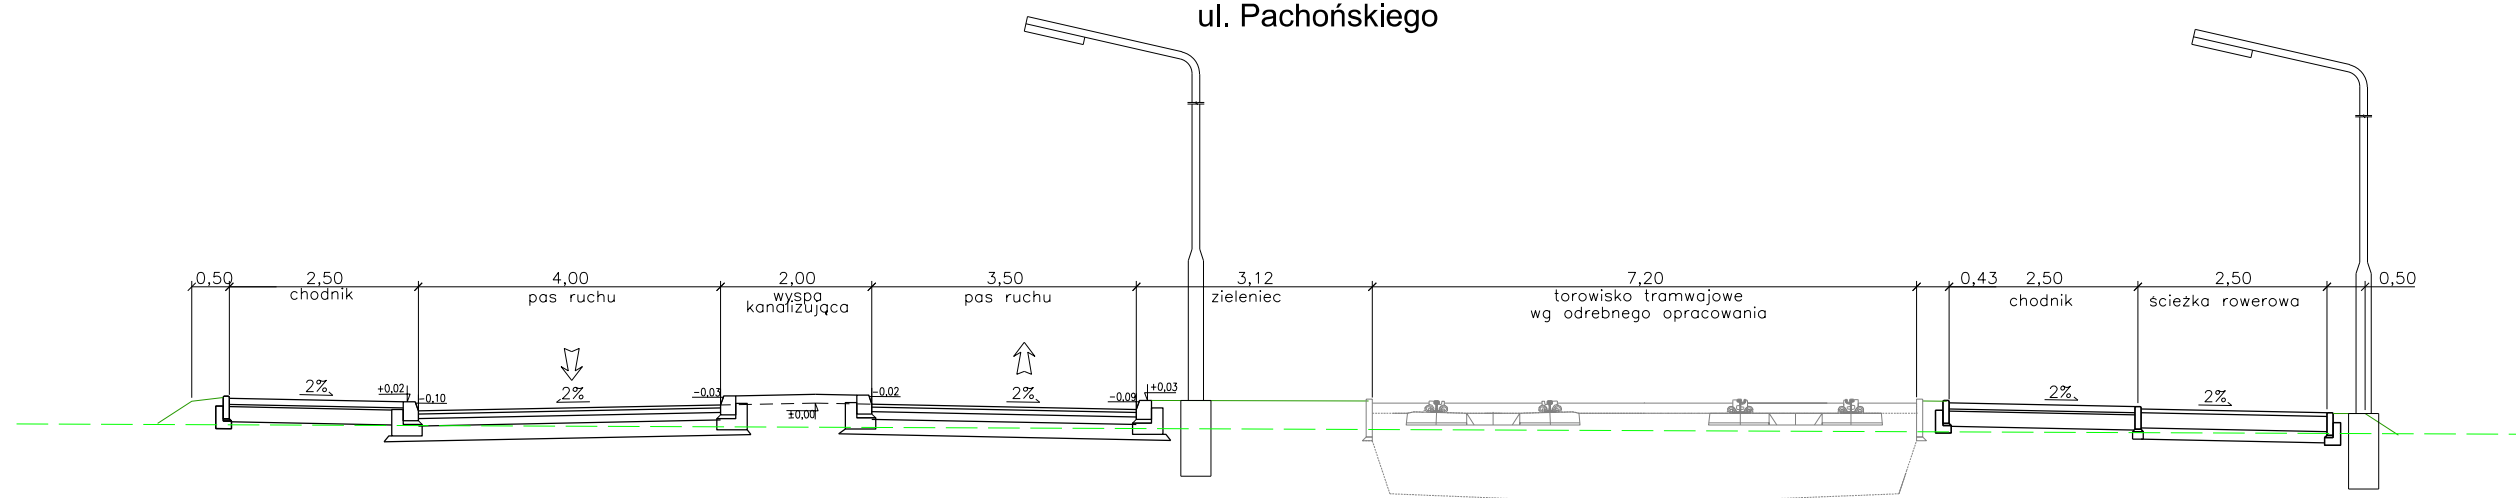 ul. Pachońskiego
0,50 2,50 4,00 2,00 3,50 3,12 7,20 0,43 2,50 2,50 0,50
chodnik
pas ruchu
wyspa
kanalizująca
pas ruchu
zieleniec
torowisko tramwajowe
wg odrebnego opracowania
chodnik
ścieżka rowerowa
2% +0,02 -0,10 2% -0,03 ±0,00 -0,02 2% -0,09 +0,03 2% 2%